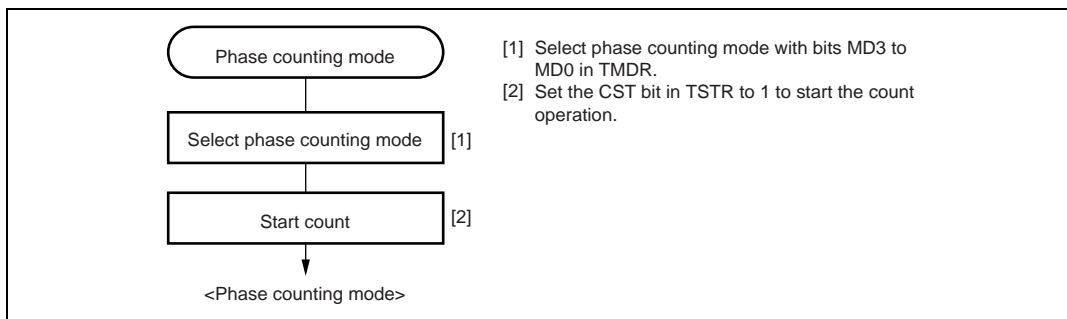 Phase counting mode
Select phase counting mode [1]
Start count [2]
<Phase counting mode>
[1] Select phase counting mode with bits MD3 to
MD0 in TMDR.
[2] Set the CST bit in TSTR to 1 to start the count
operation.